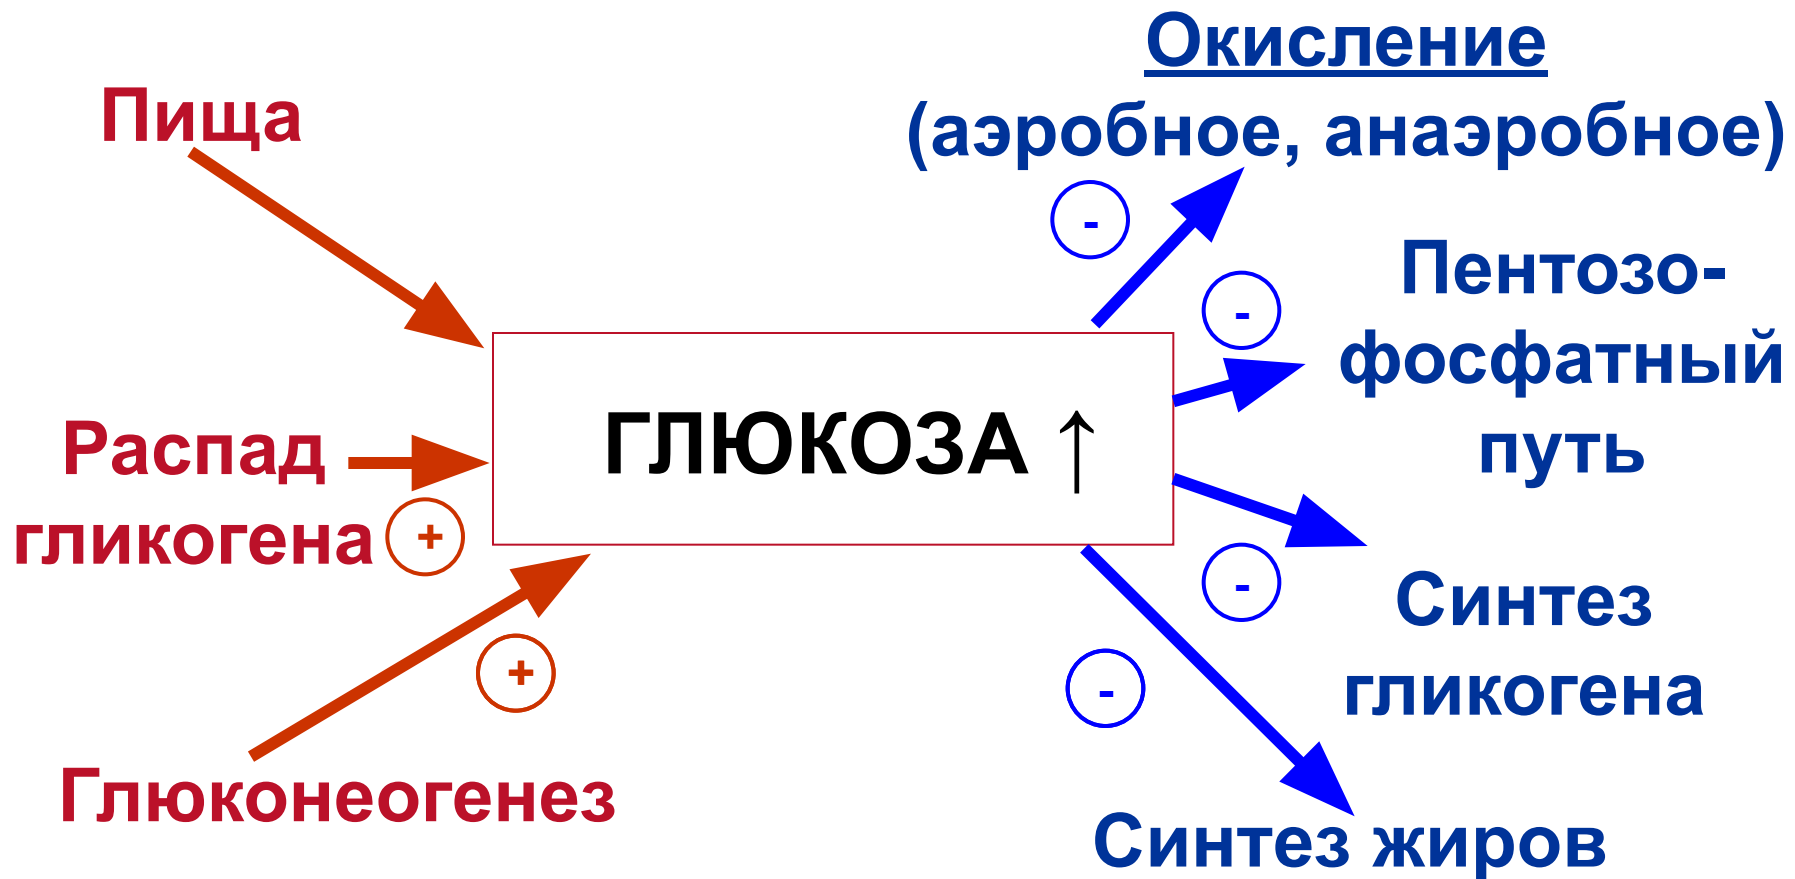 Пища
Распад
гликогена
+
+
Глюконеогенез
ГЛЮКОЗА ↑
Окисление
(аэробное, анаэробное)
-
-
Пентозо-
фосфатный
путь
-
Синтез
гликогена
-
Синтез жиров